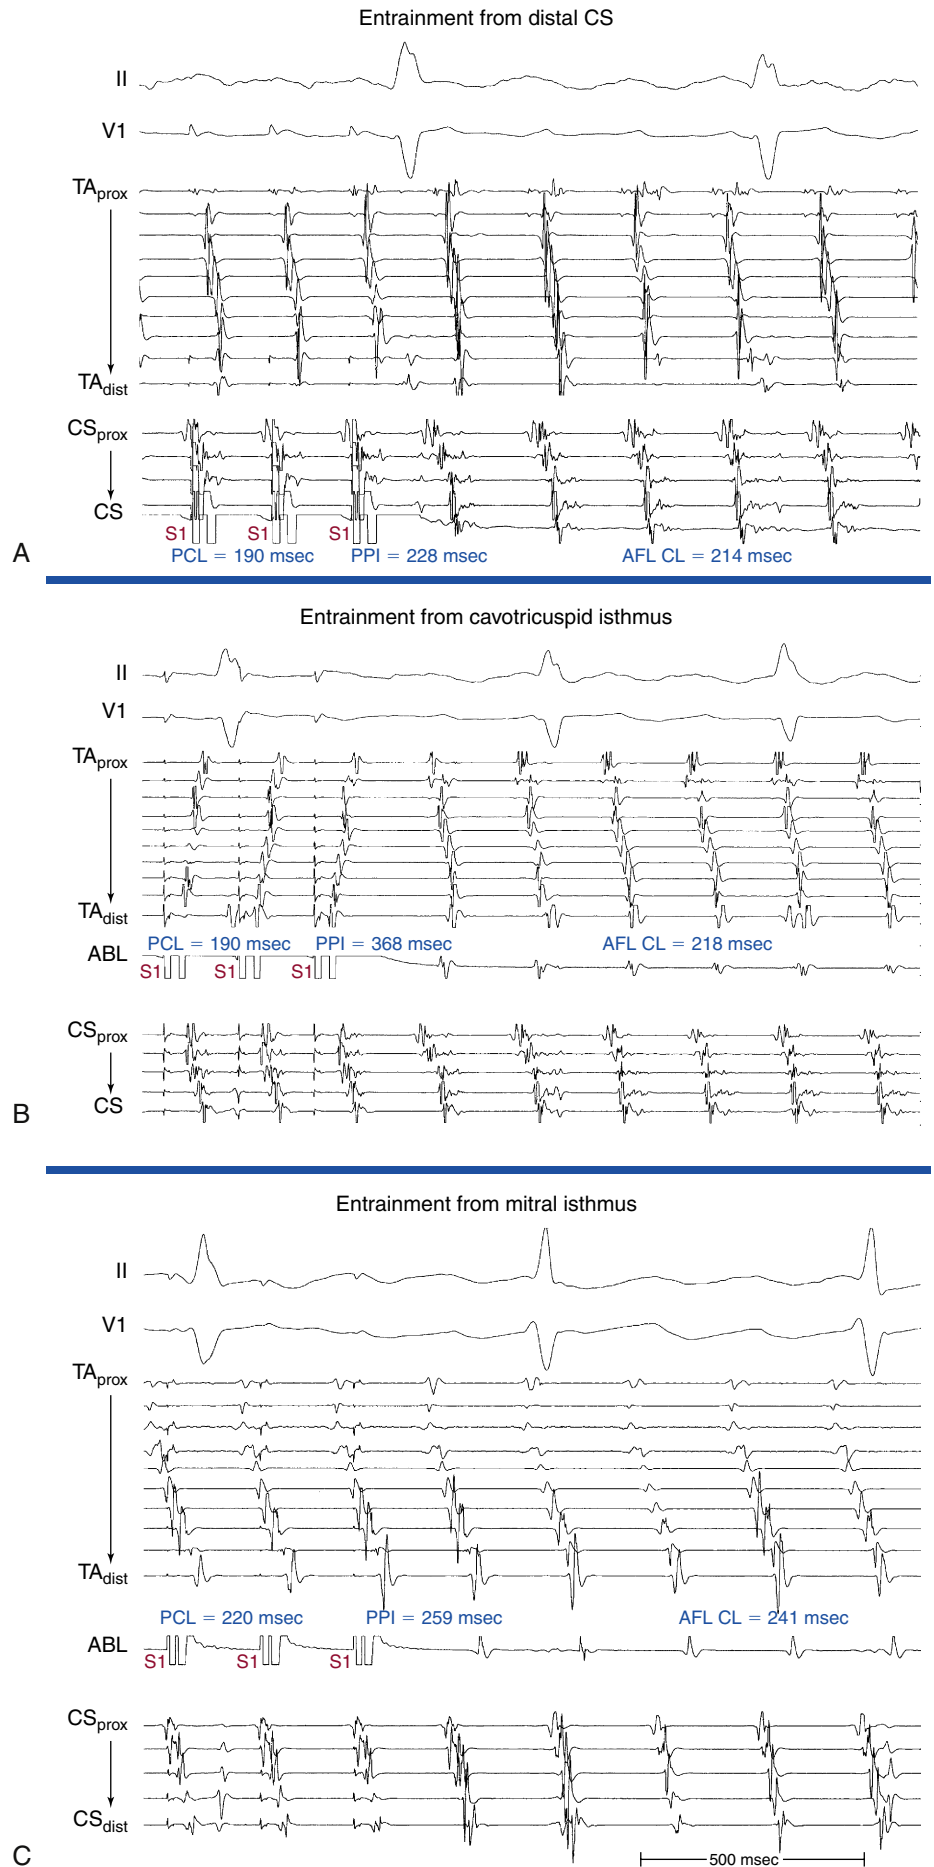 Entrainment from distal CS
II
V1
TAprox
TAdist
CSprox
CS
S1 S1 S1
A
PCL = 190 msec PPI = 228 msec AFL CL = 214 msec
Entrainment from cavotricuspid isthmus
II
V1
TAprox
TAdist
PCL = 190 msec PPI = 368 msec AFL CL = 218 msec
ABL
S1 S1 S1
CSprox
CS
B
Entrainment from mitral isthmus
II
V1
TAprox
TAdist
PCL = 220 msec PPI = 259 msec AFL CL = 241 msec
ABL
S1 S1 S1
CSprox
CSdist
C
500 msec